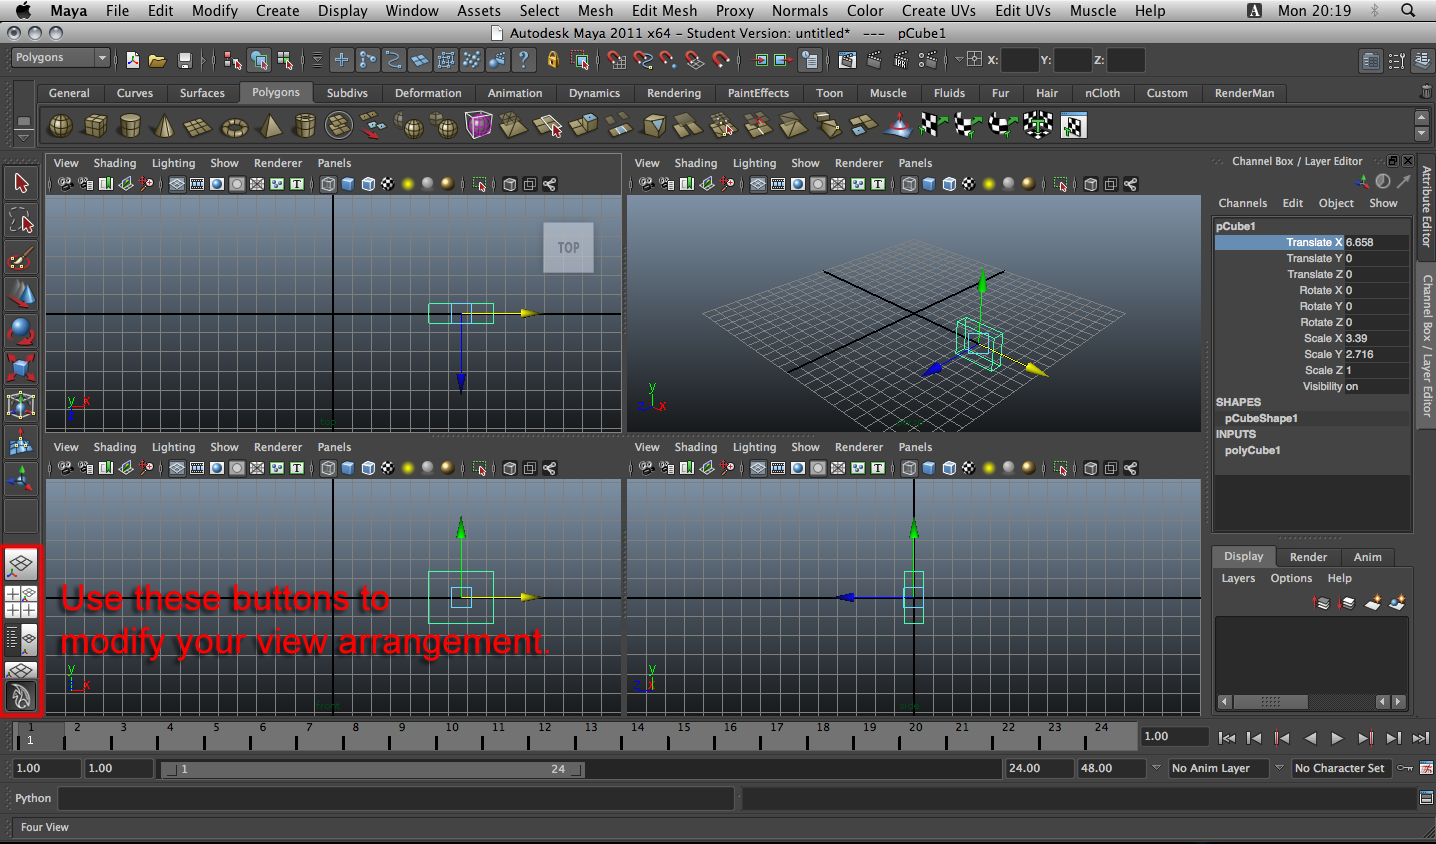 Maya File Edit Modify Create Display Window Assets Select Mesh Edit Mesh Proxy Normals Color Create UVs Edit UVs Muscle Help A Mon 20:19
Autodesk Maya 2011 x64 - Student Version: untitled* --- pCube1
Polygons X: Y: Z:
General Curves Surfaces Polygons Subdivs Deformation Animation Dynamics Rendering PaintEffects Toon Muscle Fluids Fur Hair nCloth Custom RenderMan
View Shading Lighting Show Renderer Panels
View Shading Lighting Show Renderer Panels
TOP
top
y x z
persp
y z x
View Shading Lighting Show Renderer Panels
View Shading Lighting Show Renderer Panels
Use these buttons to
modify your view arrangement.
front
y x
side
y
Channel Box / Layer Editor
Channels Edit Object Show
pCube1
Translate X 6.658
Translate Y 0
Translate Z 0
Rotate X 0
Rotate Y 0
Rotate Z 0
Scale X 3.39
Scale Y 2.716
Scale Z 1
Visibility on
SHAPES
pCubeShape1
INPUTS
polyCube1
Attribute Editor
Channel Box / Layer Editor
Display Render Anim
Layers Options Help
1 2 3 4 5 6 7 8 9 10 11 12 13 14 15 16 17 18 19 20 21 22 23 24
1
1.00
1.00 1.00 1 24 24.00 48.00 No Anim Layer No Character Set
Python
Four View